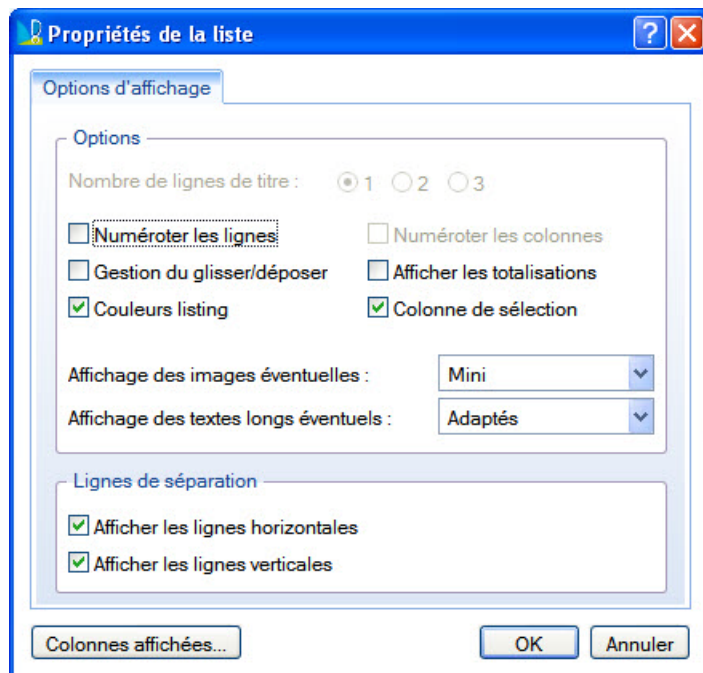 Propriétés de la liste
Options d'affichage
Options
Nombre de lignes de titre : 1 2 3
Numéroter les lignes Numéroter les colonnes
Gestion du glisser/déposer Afficher les totalisations
Couleurs listing Colonne de sélection
Affichage des images éventuelles : Mini
Affichage des textes longs éventuels : Adaptés
Lignes de séparation
Afficher les lignes horizontales
Afficher les lignes verticales
Colonnes affichées... OK Annuler